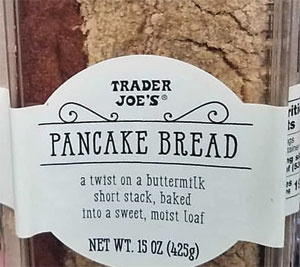 TRADER
JOE'S®
PANCAKE BREAD
a twist on a buttermilk
short stack, baked
into a sweet, moist loaf
NET WT. 15 OZ (425g)